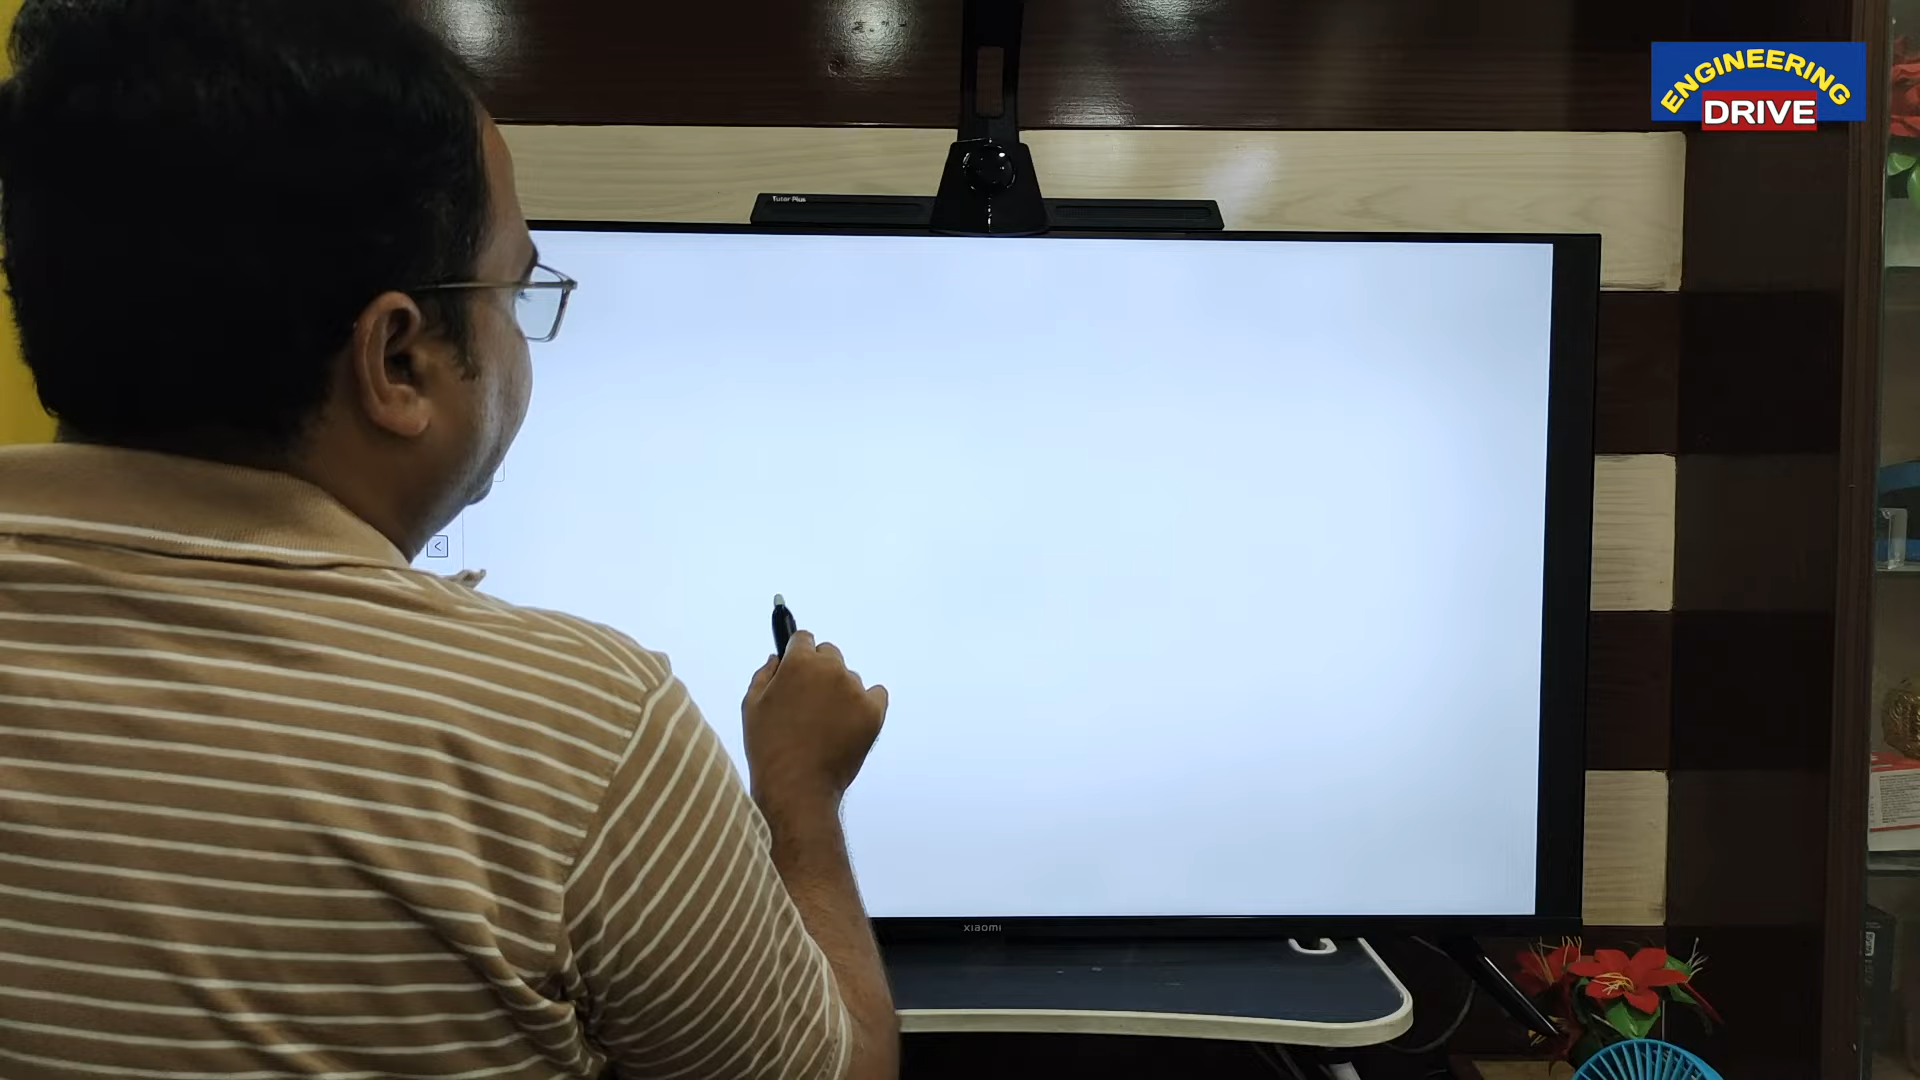 ENGINEERING
DRIVE
Tutor Plus
<
xiaomi